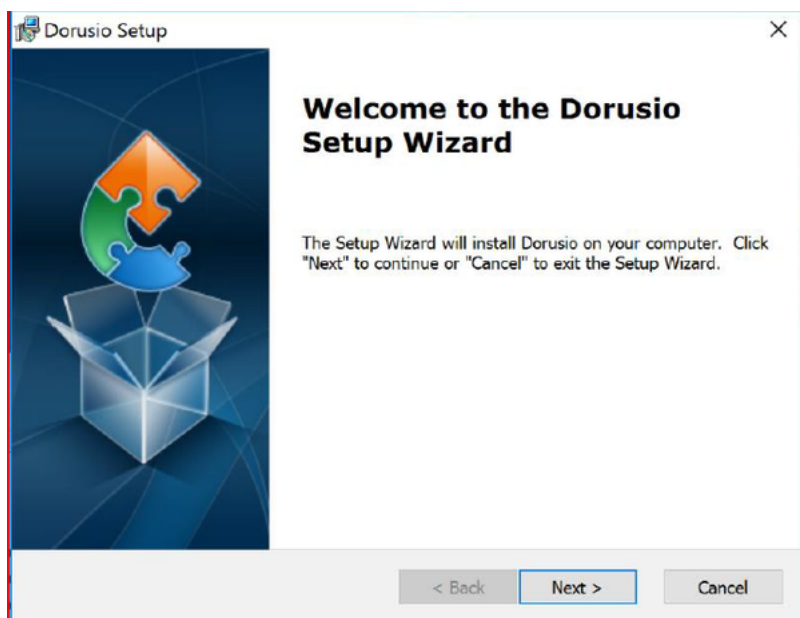 Dorusio Setup
Welcome to the Dorusio
Setup Wizard
The Setup Wizard will install Dorusio on your computer. Click
"Next" to continue or "Cancel" to exit the Setup Wizard.
< Back Next > Cancel